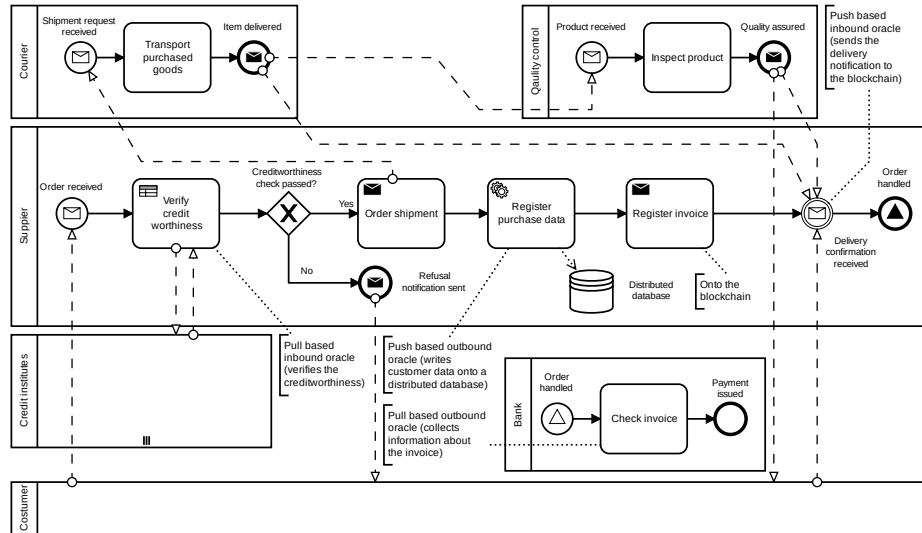 Courier
Shipment request
received
Transport
purchased
goods
Item delivered
Qaulity control
Product received
Inspect product
Quality assured
Push based
inbound oracle
(sends the
delivery
notification to
the blockchain)
Suppier
Order received
Verify
credit
worthiness
Creditworthiness
check passed?
Yes
No
Order shipment
Register
purchase data
Register invoice
Order
handled
Delivery
confirmation
received
Refusal
notification sent
Distributed
database
Onto the
blockchain
Credit institutes
Pull based
inbound oracle
(verifies the
creditworthiness)
Push based outbound
oracle (writes
customer data onto a
distributed database)
Pull based outbound
oracle (collects
information about
the invoice)
Bank
Order
handled
Check invoice
Payment
issued
Costumer